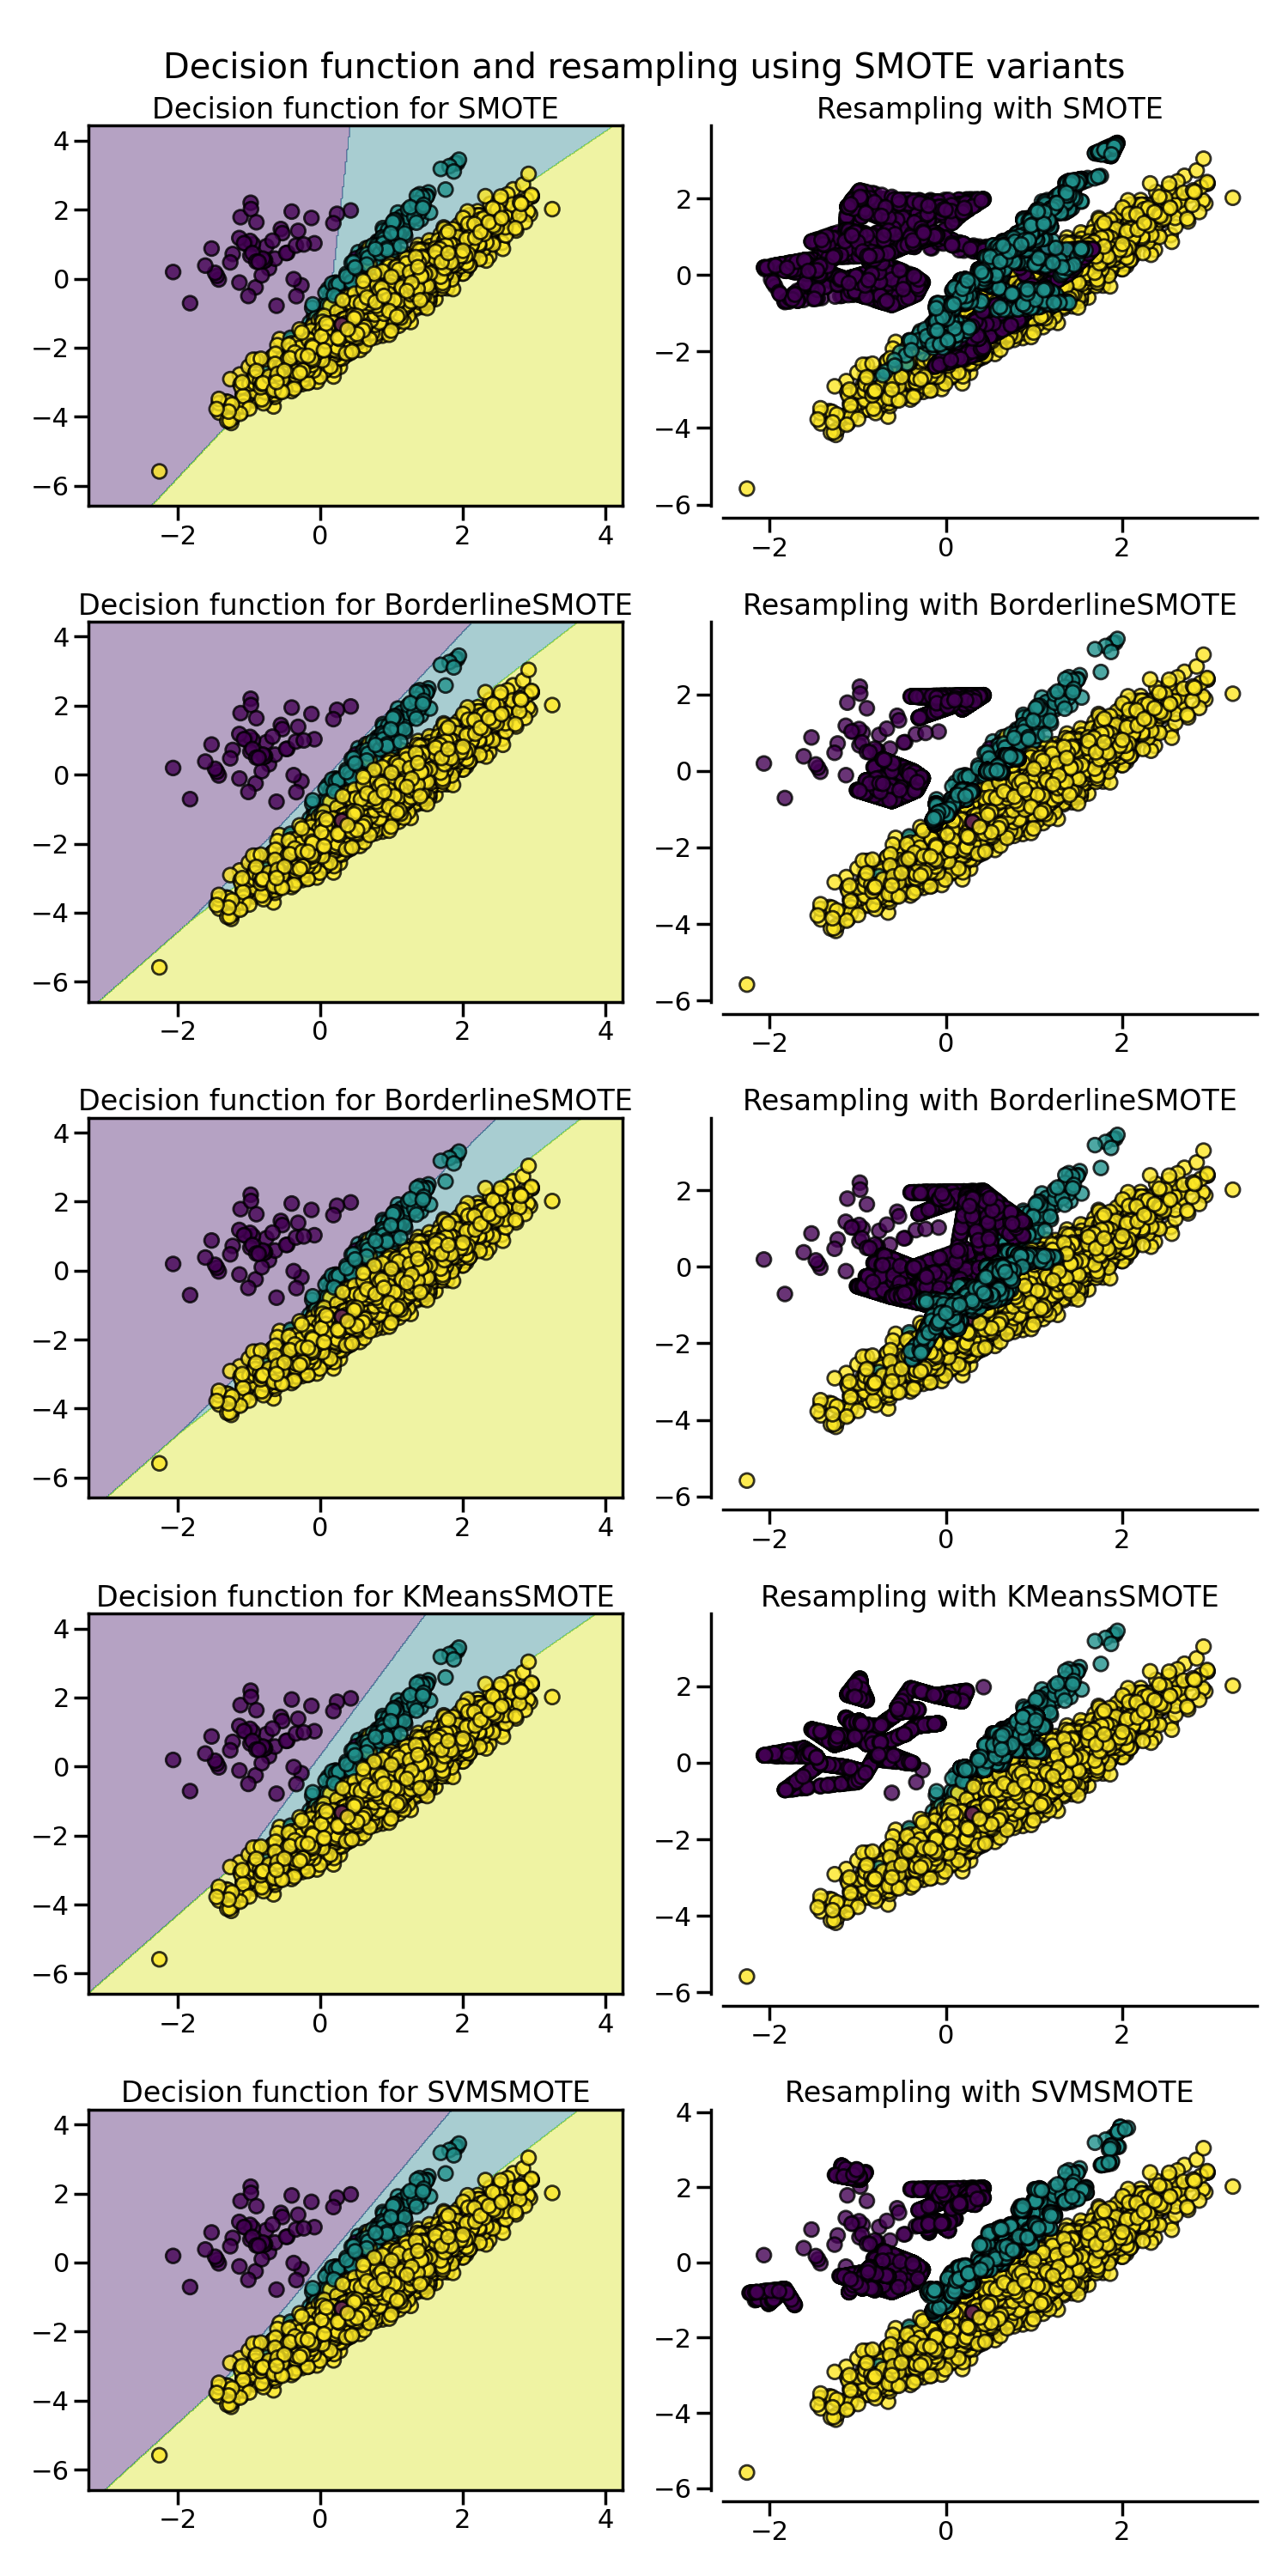 Decision function and resampling using SMOTE variants
Decision function for SMOTE
Resampling with SMOTE
4
2
0
−2
−4
−6
−2 0 2 4
2
0
−2
−4
−6
−2 0 2
Decision function for BorderlineSMOTE
Resampling with BorderlineSMOTE
4
2
0
−2
−4
−6
−2 0 2 4
2
0
−2
−4
−6
−2 0 2
Decision function for BorderlineSMOTE
Resampling with BorderlineSMOTE
4
2
0
−2
−4
−6
−2 0 2 4
2
0
−2
−4
−6
−2 0 2
Decision function for KMeansSMOTE
Resampling with KMeansSMOTE
4
2
0
−2
−4
−6
−2 0 2 4
2
0
−2
−4
−6
−2 0 2
Decision function for SVMSMOTE
Resampling with SVMSMOTE
4
2
0
−2
−4
−6
−2 0 2 4
4
2
0
−2
−4
−6
−2 0 2